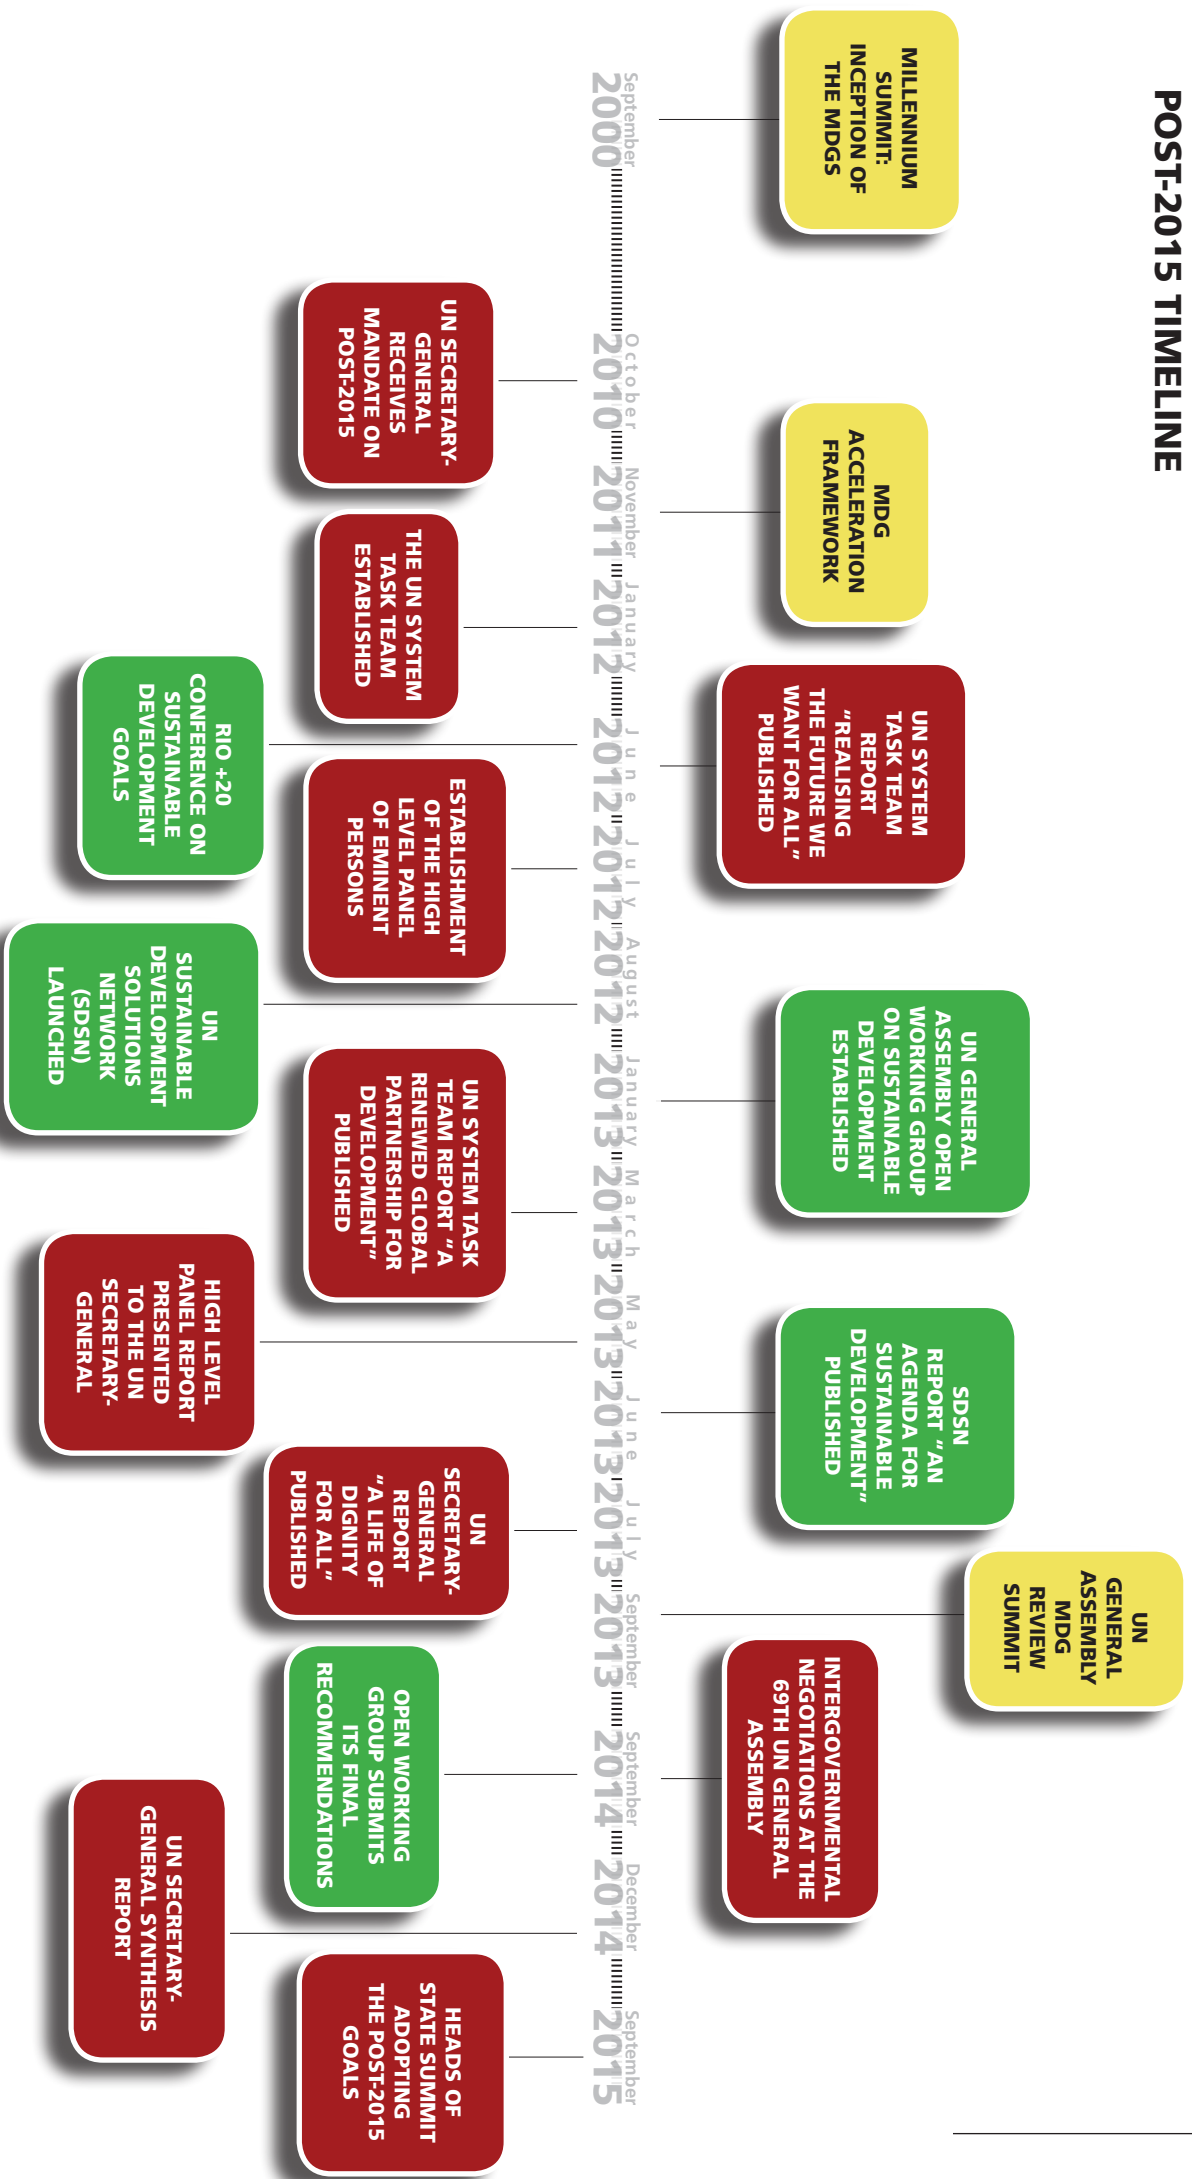 POST-2015 TIMELINE
MILLENNIUM
SUMMIT:
INCEPTION OF
THE MDGS
MDG
ACCELERATION
FRAMEWORK
UN SYSTEM
TASK TEAM
REPORT
“REALISING
THE FUTURE WE
WANT FOR ALL”
PUBLISHED
UN GENERAL
ASSEMBLY OPEN
WORKING GROUP
ON SUSTAINABLE
DEVELOPMENT
ESTABLISHED
SDSN
REPORT “AN
AGENDA FOR
SUSTAINABLE
DEVELOPMENT”
PUBLISHED
UN
GENERAL
ASSEMBLY
MDG
REVIEW
SUMMIT
INTERGOVERNMENTAL
NEGOTIATIONS AT THE
69TH UN GENERAL
ASSEMBLY
September
2000
October
2010
November
2011
January
2012
June
2012
July
2012
August
2012
January
2013
March
2013
May
2013
June
2013
July
2013
September
2013
September
2014
December
2014
September
2015
UN SECRETARY-
GENERAL
RECEIVES
MANDATE ON
POST-2015
THE UN SYSTEM
TASK TEAM
ESTABLISHED
RIO +20
CONFERENCE ON
SUSTAINABLE
DEVELOPMENT
GOALS
ESTABLISHMENT
OF THE HIGH
LEVEL PANEL
OF EMINENT
PERSONS
UN
SUSTAINABLE
DEVELOPMENT
SOLUTIONS
NETWORK
(SDSN)
LAUNCHED
UN SYSTEM TASK
TEAM REPORT “A
RENEWED GLOBAL
PARTNERSHIP FOR
DEVELOPMENT”
PUBLISHED
HIGH LEVEL
PANEL REPORT
PRESENTED
TO THE UN
SECRETARY-
GENERAL
UN
SECRETARY-
GENERAL
REPORT
“A LIFE OF
DIGNITY
FOR ALL”
PUBLISHED
OPEN WORKING
GROUP SUBMITS
ITS FINAL
RECOMMENDATIONS
UN SECRETARY-
GENERAL SYNTHESIS
REPORT
HEADS OF
STATE SUMMIT
ADOPTING
THE POST-2015
GOALS